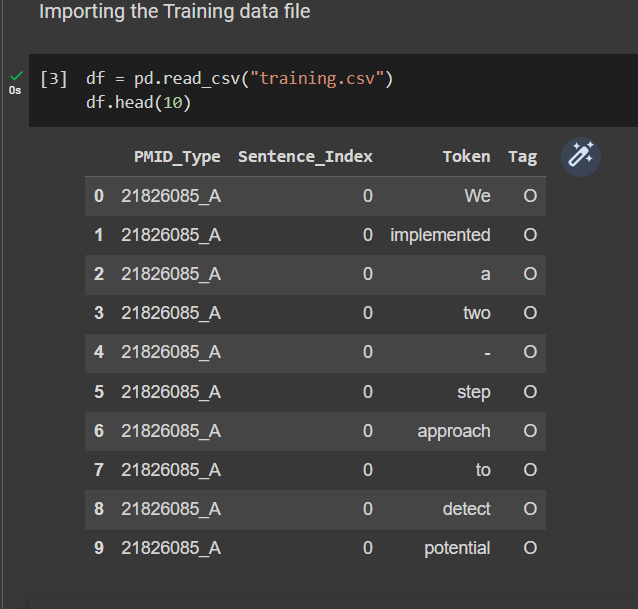 Importing the Training data file
[3] df = pd.read_csv("training.csv")
0s
df.head(10)
PMID_Type Sentence_Index Token Tag
0 21826085_A 0 We O
1 21826085_A 0 implemented O
2 21826085_A 0 a O
3 21826085_A 0 two O
4 21826085_A 0 - O
5 21826085_A 0 step O
6 21826085_A 0 approach O
7 21826085_A 0 to O
8 21826085_A 0 detect O
9 21826085_A 0 potential O